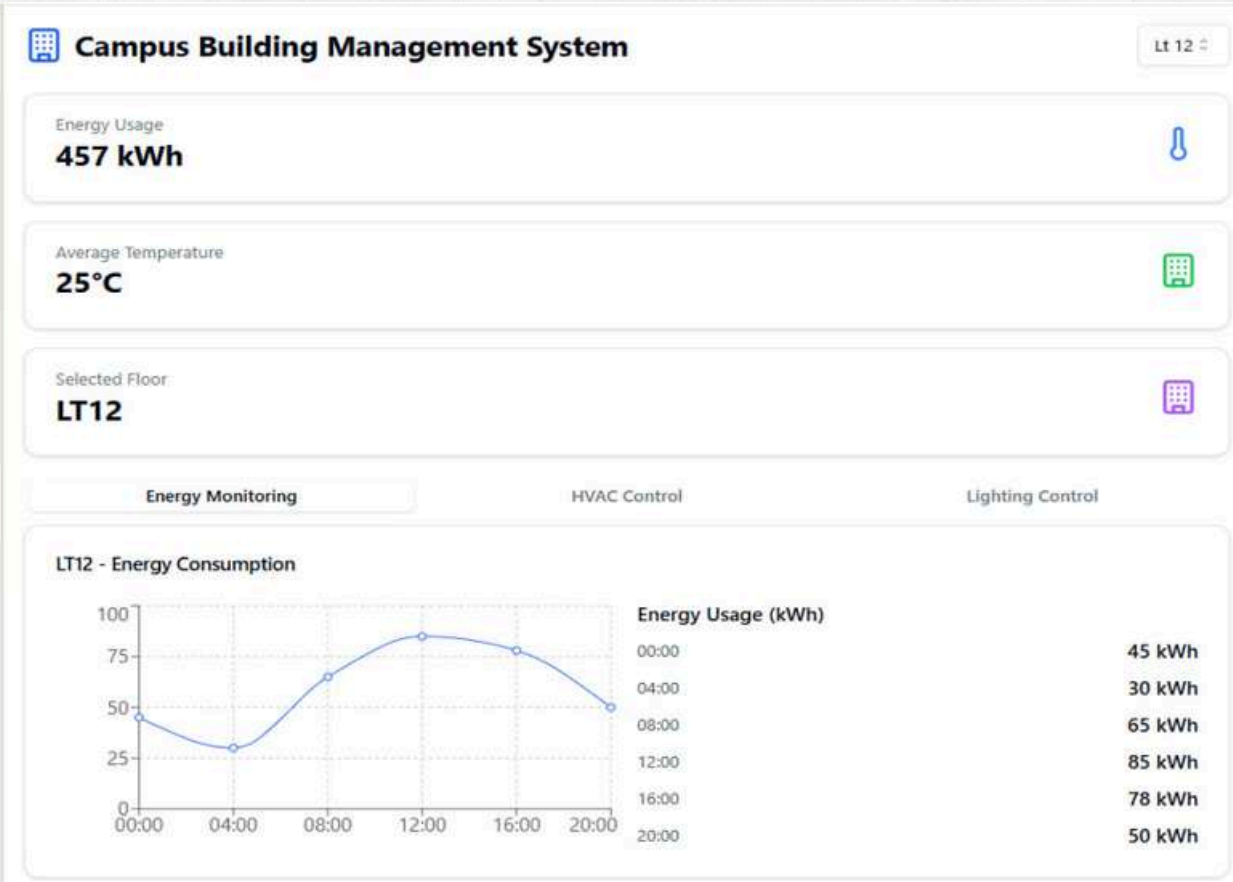 Campus Building Management System
Lt 12
Energy Usage
457 kWh
Average Temperature
25°C
Selected Floor
LT12
Energy Monitoring HVAC Control Lighting Control
LT12 - Energy Consumption
100
75
50
25
0
00:00 04:00 08:00 12:00 16:00 20:00
Energy Usage (kWh)
00:00 45 kWh
04:00 30 kWh
08:00 65 kWh
12:00 85 kWh
16:00 78 kWh
20:00 50 kWh